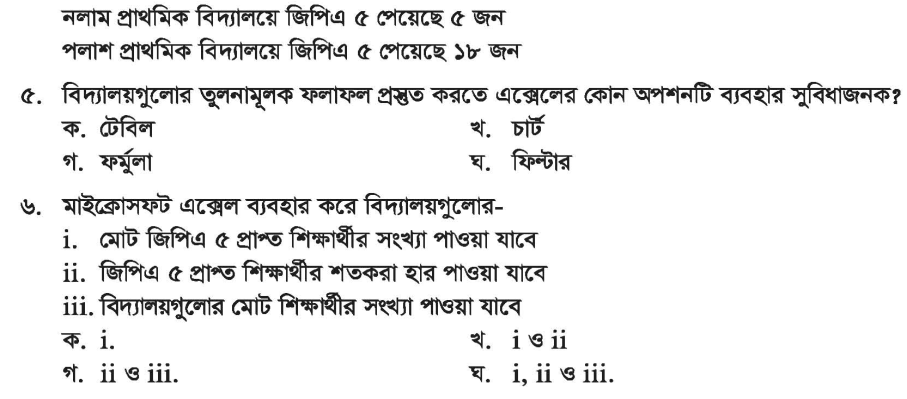 নলাম প্রাথমিক বিদ্যালয়ে জিপিএ ৫ পেয়েছে ৫ জন
পলাশ প্রাথমিক বিদ্যালয়ে জিপিএ ৫ পেয়েছে ১৮ জন
৫. বিদ্যালয়গুলোর তুলনামূলক ফলাফল প্রস্তুত করতে এক্সেলের কোন অপশনটি ব্যবহার সুবিধাজনক?
ক. টেবিল খ. চার্ট
গ. ফর্মুলা ঘ. ফিল্টার
৬. মাইক্রোসফট এক্সেল ব্যবহার করে বিদ্যালয়গুলোর-
i. মোট জিপিএ ৫ প্রাপ্ত শিক্ষার্থীর সংখ্যা পাওয়া যাবে
ii. জিপিএ ৫ প্রাপ্ত শিক্ষার্থীর শতকরা হার পাওয়া যাবে
iii. বিদ্যালয়গুলোর মোট শিক্ষার্থীর সংখ্যা পাওয়া যাবে
ক. i. খ. i ও ii
গ. ii ও iii. ঘ. i, ii ও iii.